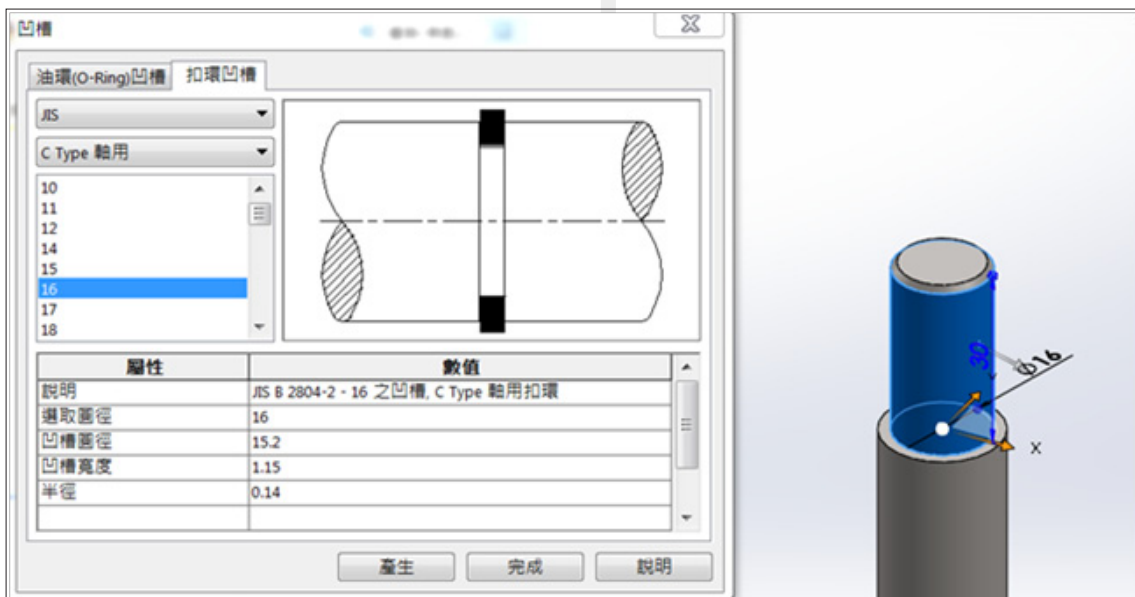 凹槽
油環(O-Ring)凹槽 扣環凹槽
JIS
C Type 軸用
10
11
12
14
15
16
17
18
屬性 數值
說明 JIS B 2804-2 - 16 之凹槽, C Type 軸用扣環
選取圓徑 16
凹槽圓徑 15.2
凹槽寬度 1.15
半徑 0.14
產生 完成 說明
30
Φ16
X